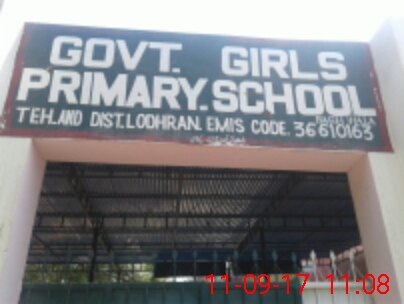 GOVT. GIRLS
PRIMARY.SCHOOL
TEH.AND DIST.LODHRAN. EMIS CODE. 36610163
11-09-17 11:08